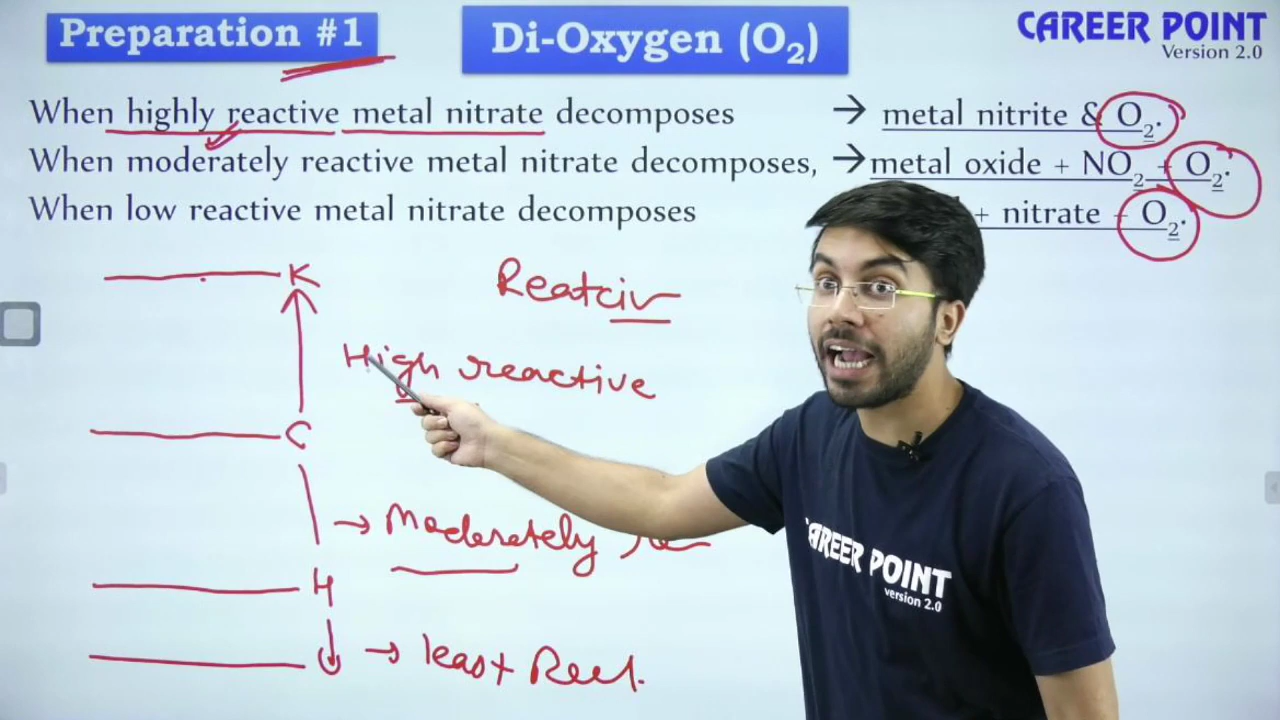 Preparation #1
Di-Oxygen (O₂)
CAREER POINT
Version 2.0
When highly reactive metal nitrate decomposes → metal nitrite & O₂.
When moderately reactive metal nitrate decomposes, → metal oxide + NO₂ + O₂.
When low reactive metal nitrate decomposes + nitrate + O₂.
K
Reatciv
High reactive
C
→ Moderately
H
→ least Reet.
CAREER POINT
version 2.0